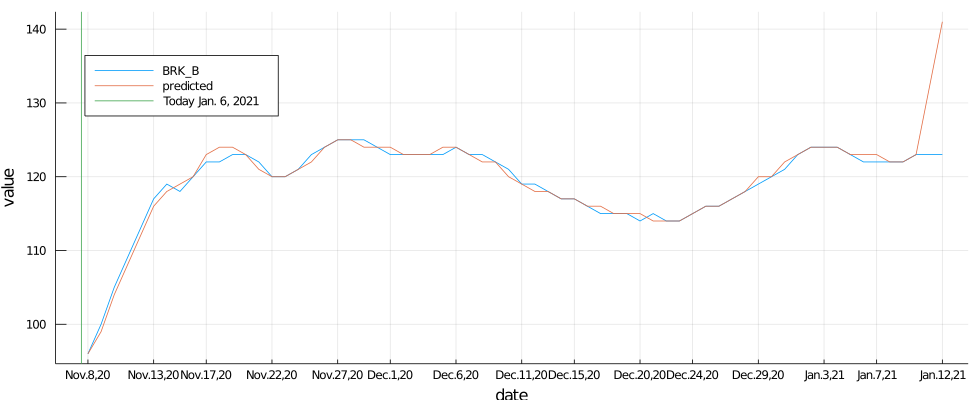 140
130
120
110
100
value
BRK_B
predicted
Today Jan. 6, 2021
Nov.8,20 Nov.13,20 Nov.17,20 Nov.22,20 Nov.27,20 Dec.1,20 Dec.6,20 Dec.11,20 Dec.15,20 Dec.20,20 Dec.24,20 Dec.29,20 Jan.3,21 Jan.7,21 Jan.12,21
date